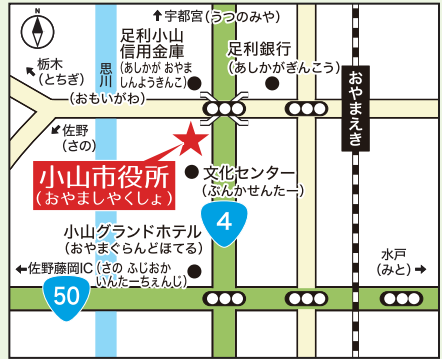 N
↑宇都宮(うつのみや)
足利小山
信用金庫
(あしかが おやま
しんようきんこ)
足利銀行
(あしかがぎんこう)
栃木
(とちぎ)
思川
(おもいがわ)
おやまえき
佐野
(さの)
小山市役所
(おやましやくしょ)
文化センター
(ぶんかせんたー)
4
小山グランドホテル
(おやまぐらんどほてる)
水戸
(みと)→
←佐野藤岡IC(さの ふじおか
いんたーちぇんじ)
50